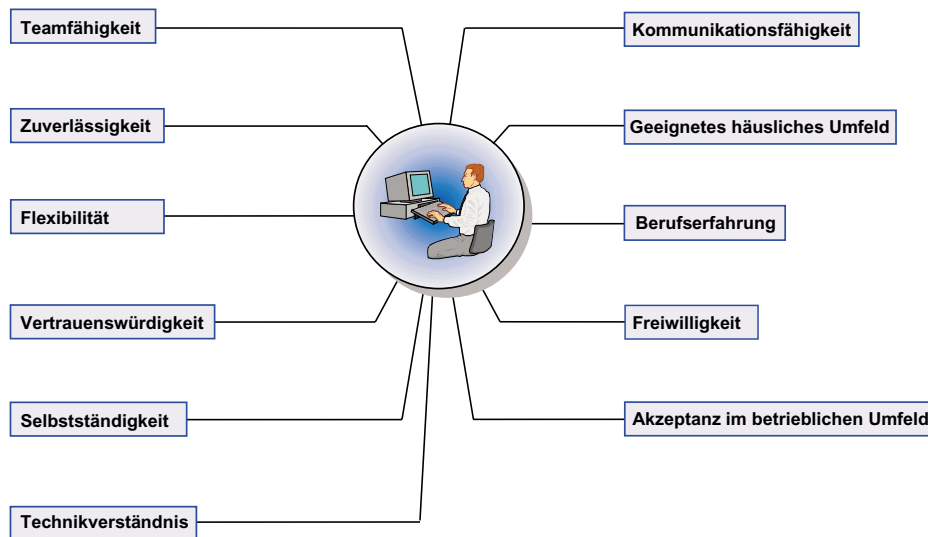 Teamfähigkeit
Zuverlässigkeit
Flexibilität
Vertrauenswürdigkeit
Selbstständigkeit
Technikverständnis
Kommunikationsfähigkeit
Geeignetes häusliches Umfeld
Berufserfahrung
Freiwilligkeit
Akzeptanz im betrieblichen Umfeld